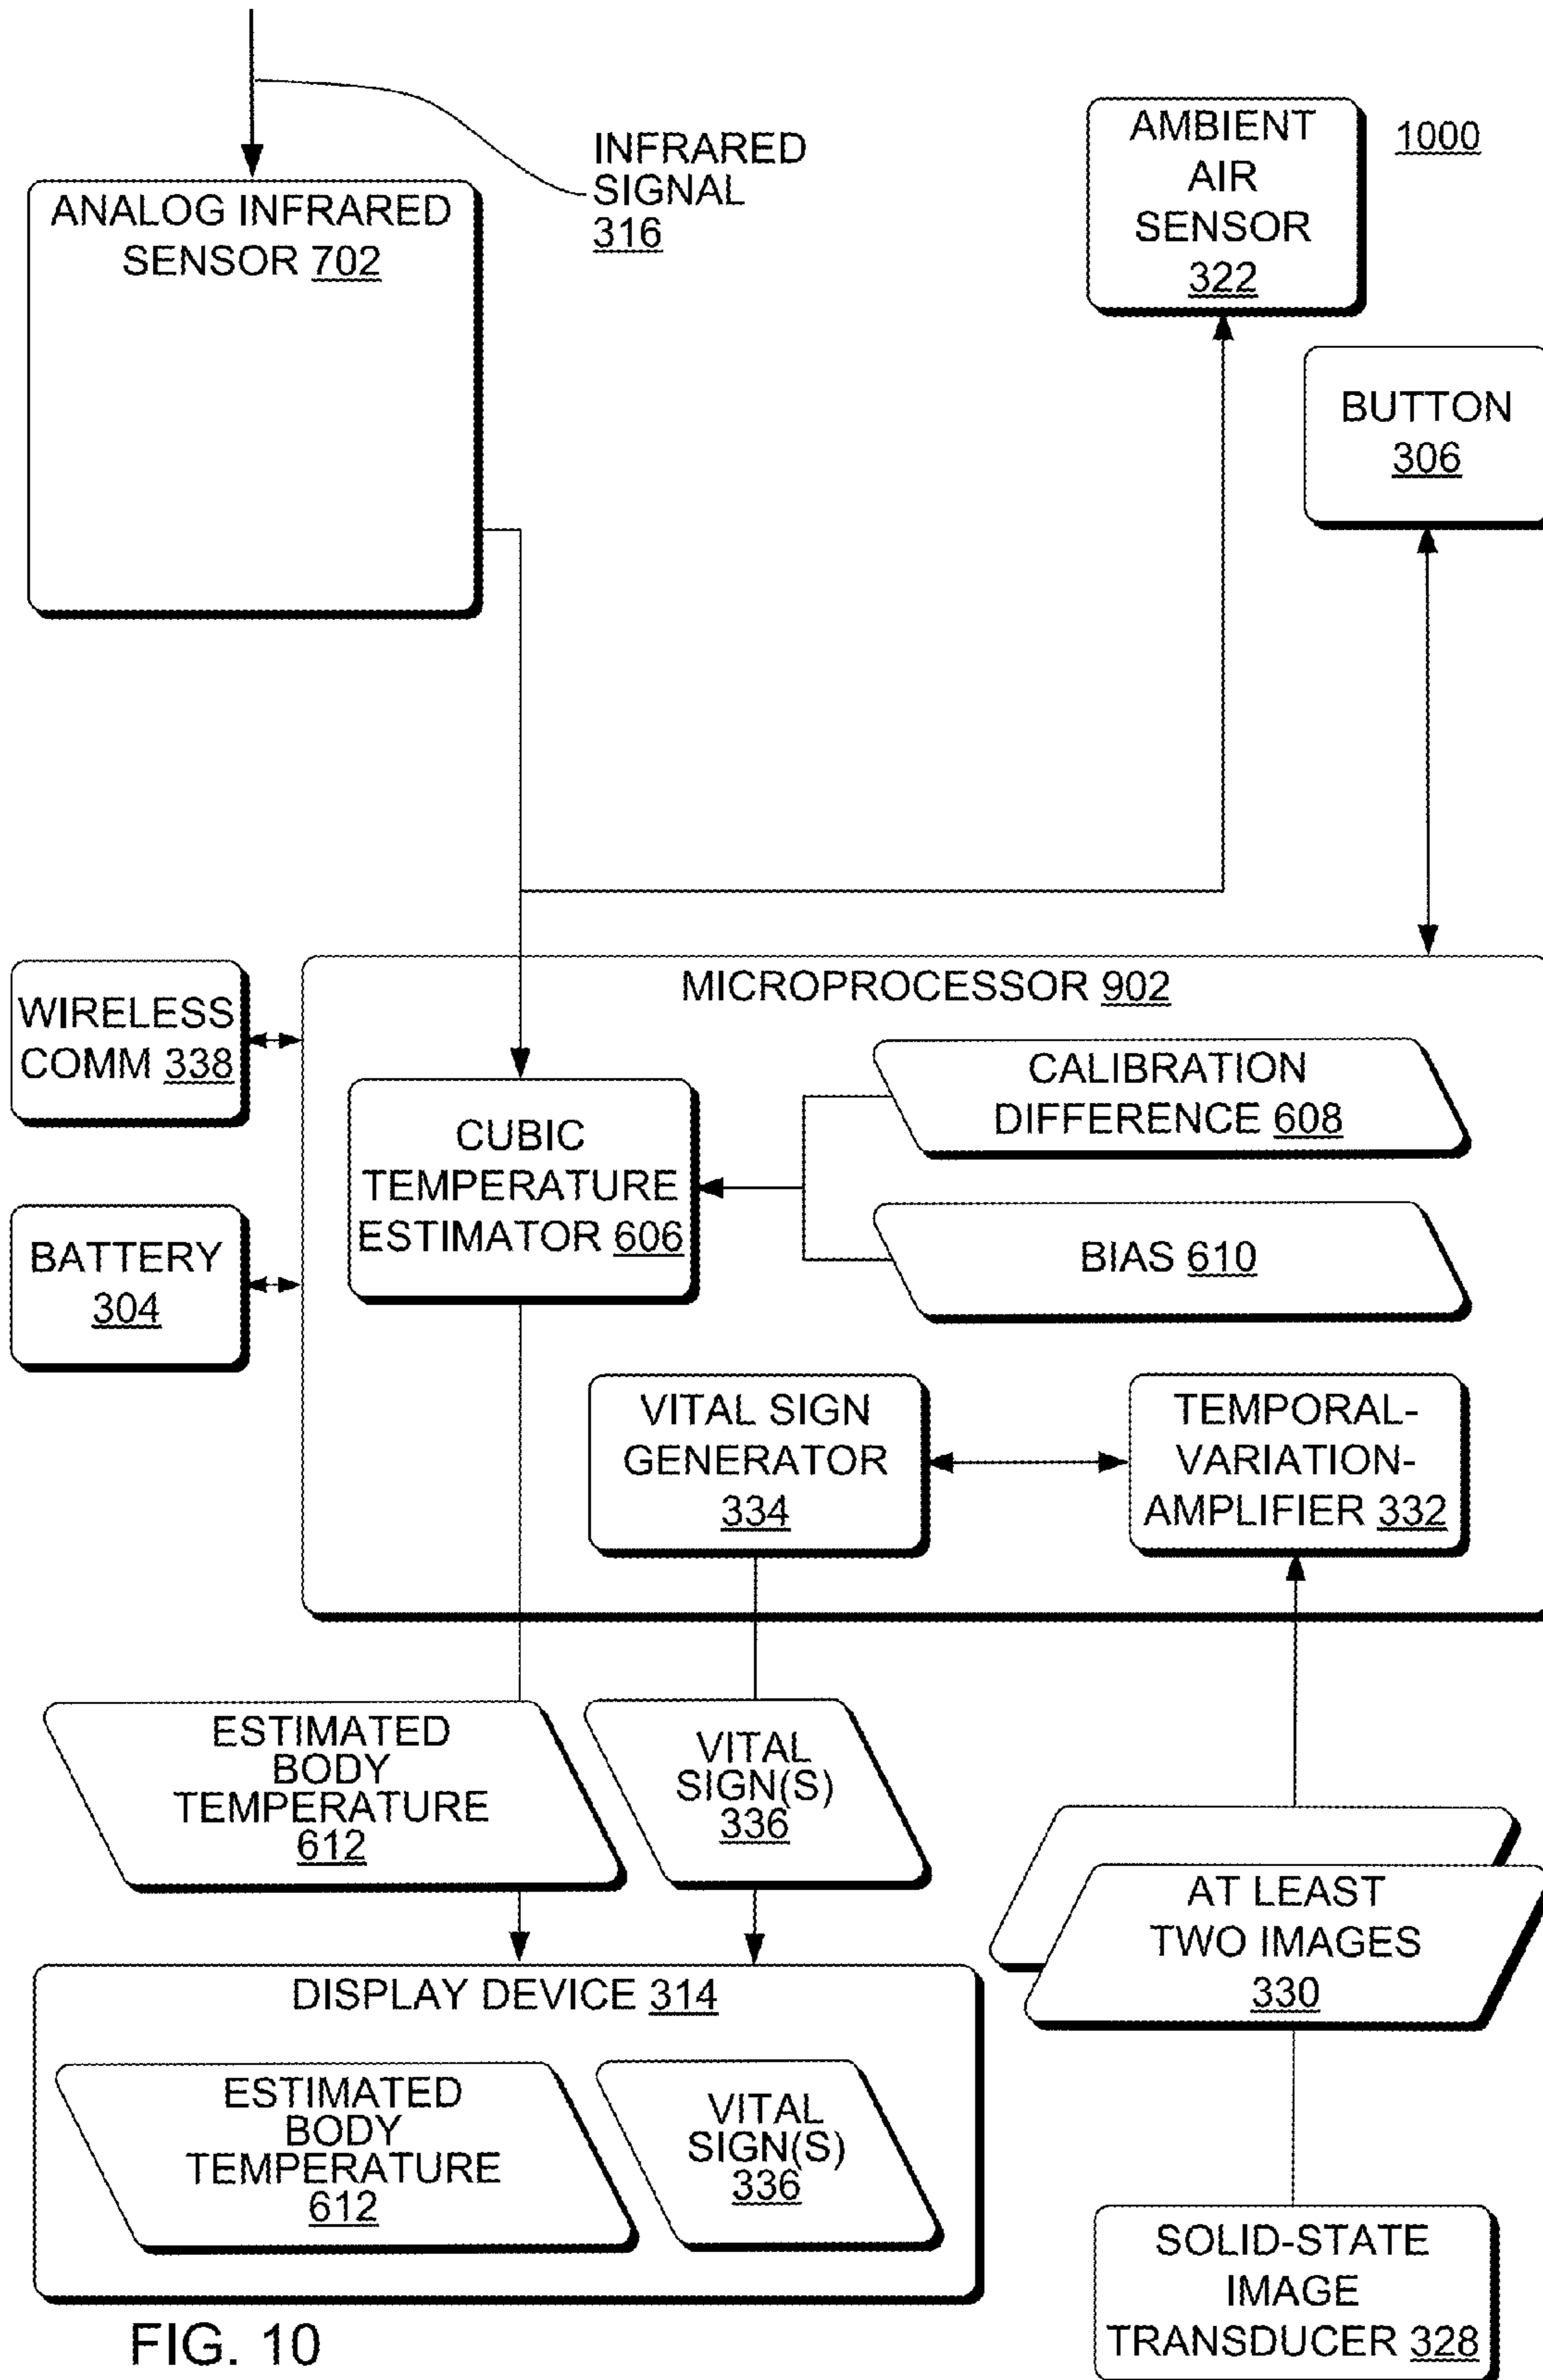 INFRARED
SIGNAL
316
ANALOG INFRARED
SENSOR 702
AMBIENT
AIR
SENSOR
322
1000
BUTTON
306
WIRELESS
COMM 338
BATTERY
304
MICROPROCESSOR 902
CUBIC
TEMPERATURE
ESTIMATOR 606
CALIBRATION
DIFFERENCE 608
BIAS 610
VITAL SIGN
GENERATOR
334
TEMPORAL-
VARIATION-
AMPLIFIER 332
ESTIMATED
BODY
TEMPERATURE
612
VITAL
SIGN(S)
336
AT LEAST
TWO IMAGES
330
DISPLAY DEVICE 314
ESTIMATED
BODY
TEMPERATURE
612
VITAL
SIGN(S)
336
SOLID-STATE
IMAGE
TRANSDUCER 328
FIG. 10